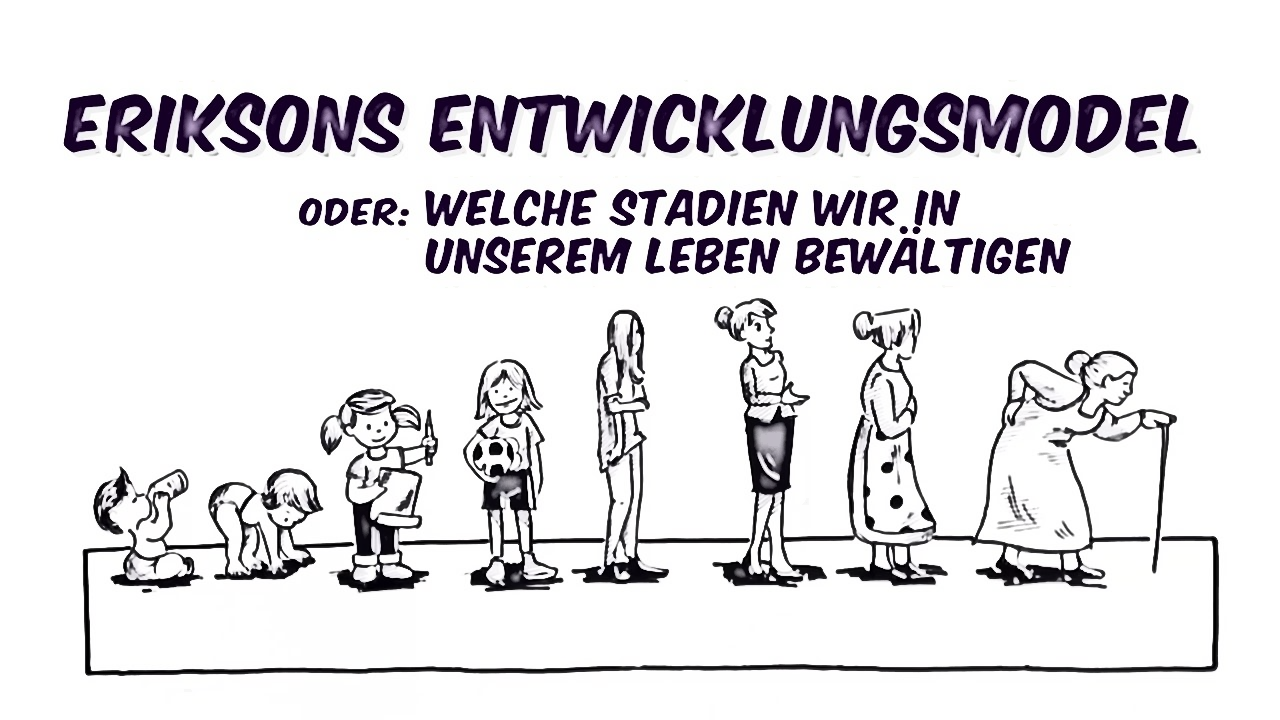 ERIKSONS ENTWICKLUNGSMODEL
ODER: WELCHE STADIEN WIR IN
UNSEREM LEBEN BEWÄLTIGEN